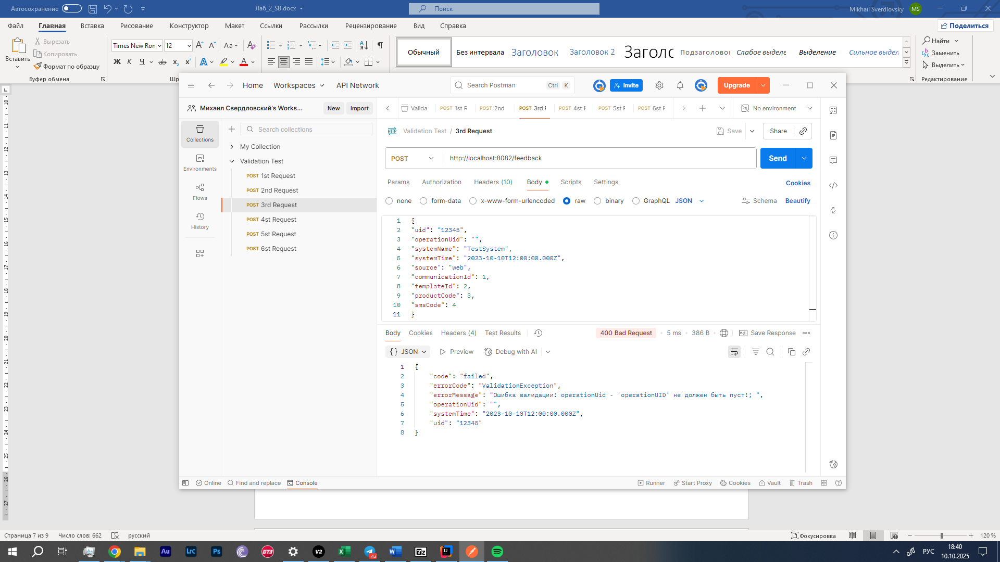 Автосохранение
Лаб_2_SB.docx
Поиск
Mikhail Sverdlovsky
MS
Файл
Главная
Вставка
Рисование
Конструктор
Макет
Ссылки
Рассылки
Рецензирование
Вид
Справка
Поделиться
Вставить
Вырезать
Копировать
Формат по образцу
Буфер обмена
Times New Ron
12
Обычный
Без интервала
Заголовок
Заголовок 2
Заголо
Подзаголовок
Слабое выделе
Выделение
Сильное выдел
Найти
Заменить
Выделить
Редактирование
Home
Workspaces
API Network
Search Postman
Ctrl
K
Invite
Upgrade
Михаил Свердловский's Works...
New
Import
Valida
POST 1st R
POST 2nd
POST 3rd F
POST 4st F
POST 5st F
POST 6st F
No environment
Collections
Environments
Flows
History
Search collections
My Collection
Validation Test
POST 1st Request
POST 2nd Request
POST 3rd Request
POST 4st Request
POST 5st Request
POST 6st Request
HTTP
Validation Test / 3rd Request
Save
Share
POST
http://localhost:8082/feedback
Send
Params
Authorization
Headers (10)
Body
Scripts
Settings
Cookies
none
form-data
x-www-form-urlencoded
raw
binary
GraphQL
JSON
Schema
Beautify
1 {
2 "uid": "12345",
3 "operationUid": "",
4 "systemName": "TestSystem",
5 "systemTime": "2023-10-10T12:00:00.000Z",
6 "source": "web",
7 "communicationId": 1,
8 "templateId": 2,
9 "productCode": 3,
10 "smsCode": 4
11 }
Body
Cookies
Headers (4)
Test Results
400 Bad Request
5 ms
386 B
Save Response
{} JSON
Preview
Debug with AI
1 {
2 "code": "failed",
3 "errorCode": "ValidationException",
4 "errorMessage": "Ошибка валидации: operationUid - 'operationUID' не должен быть пуст!; ",
5 "operationUid": "",
6 "systemTime": "2023-10-10T12:00:00.000Z",
7 "uid": "12345"
8 }
Online
Find and replace
Console
Runner
Start Proxy
Cookies
Vault
Trash
Страница 7 из 9
Число слов: 662
русский
Фокусировка
120 %
РУС
18:40
10.10.2025